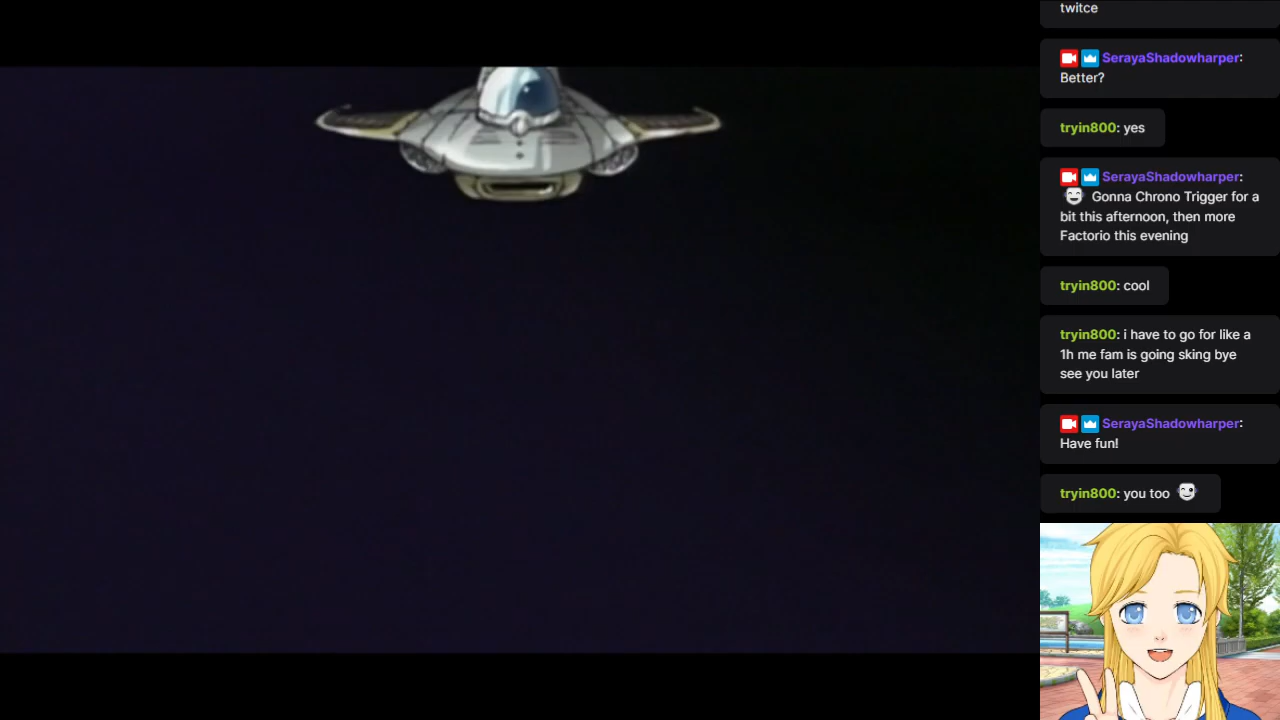 twitce
SerayaShadowharper:
Better?
tryin800: yes
SerayaShadowharper:
Gonna Chrono Trigger for a
bit this afternoon, then more
Factorio this evening
tryin800: cool
tryin800: i have to go for like a
1h me fam is going sking bye
see you later
SerayaShadowharper:
Have fun!
tryin800: you too